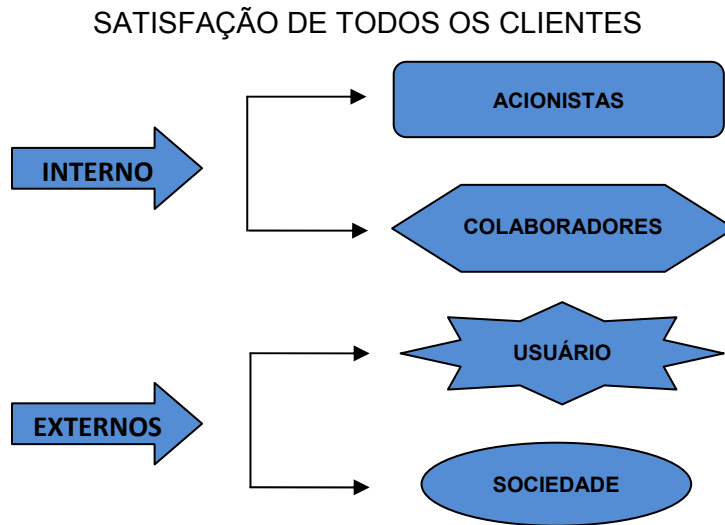 SATISFAÇÃO DE TODOS OS CLIENTES
ACIONISTAS
INTERNO
COLABORADORES
USUÁRIO
EXTERNOS
SOCIEDADE